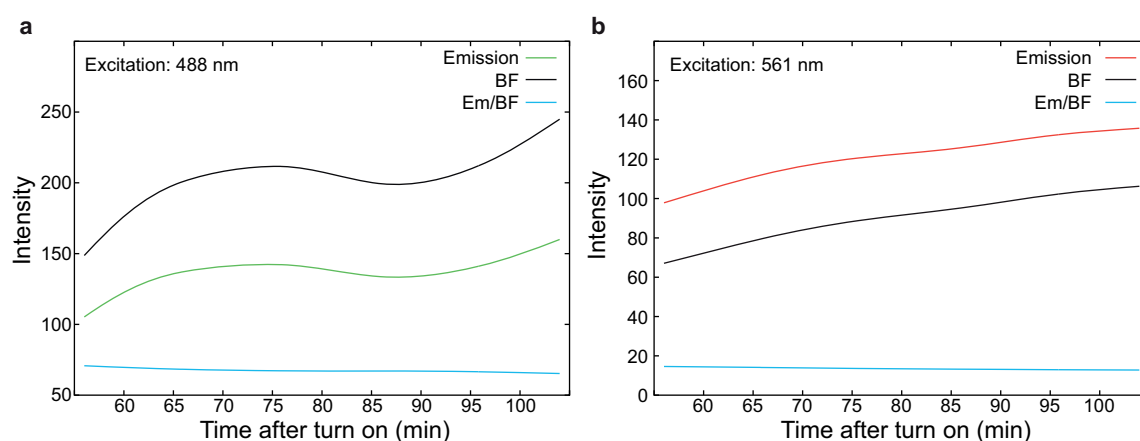 a
Excitation: 488 nm
Emission
BF
Em/BF
Intensity
250
200
150
100
50
60 65 70 75 80 85 90 95 100
Time after turn on (min)
b
Excitation: 561 nm
Emission
BF
Em/BF
Intensity
160
140
120
100
80
60
40
20
0
60 65 70 75 80 85 90 95 100
Time after turn on (min)